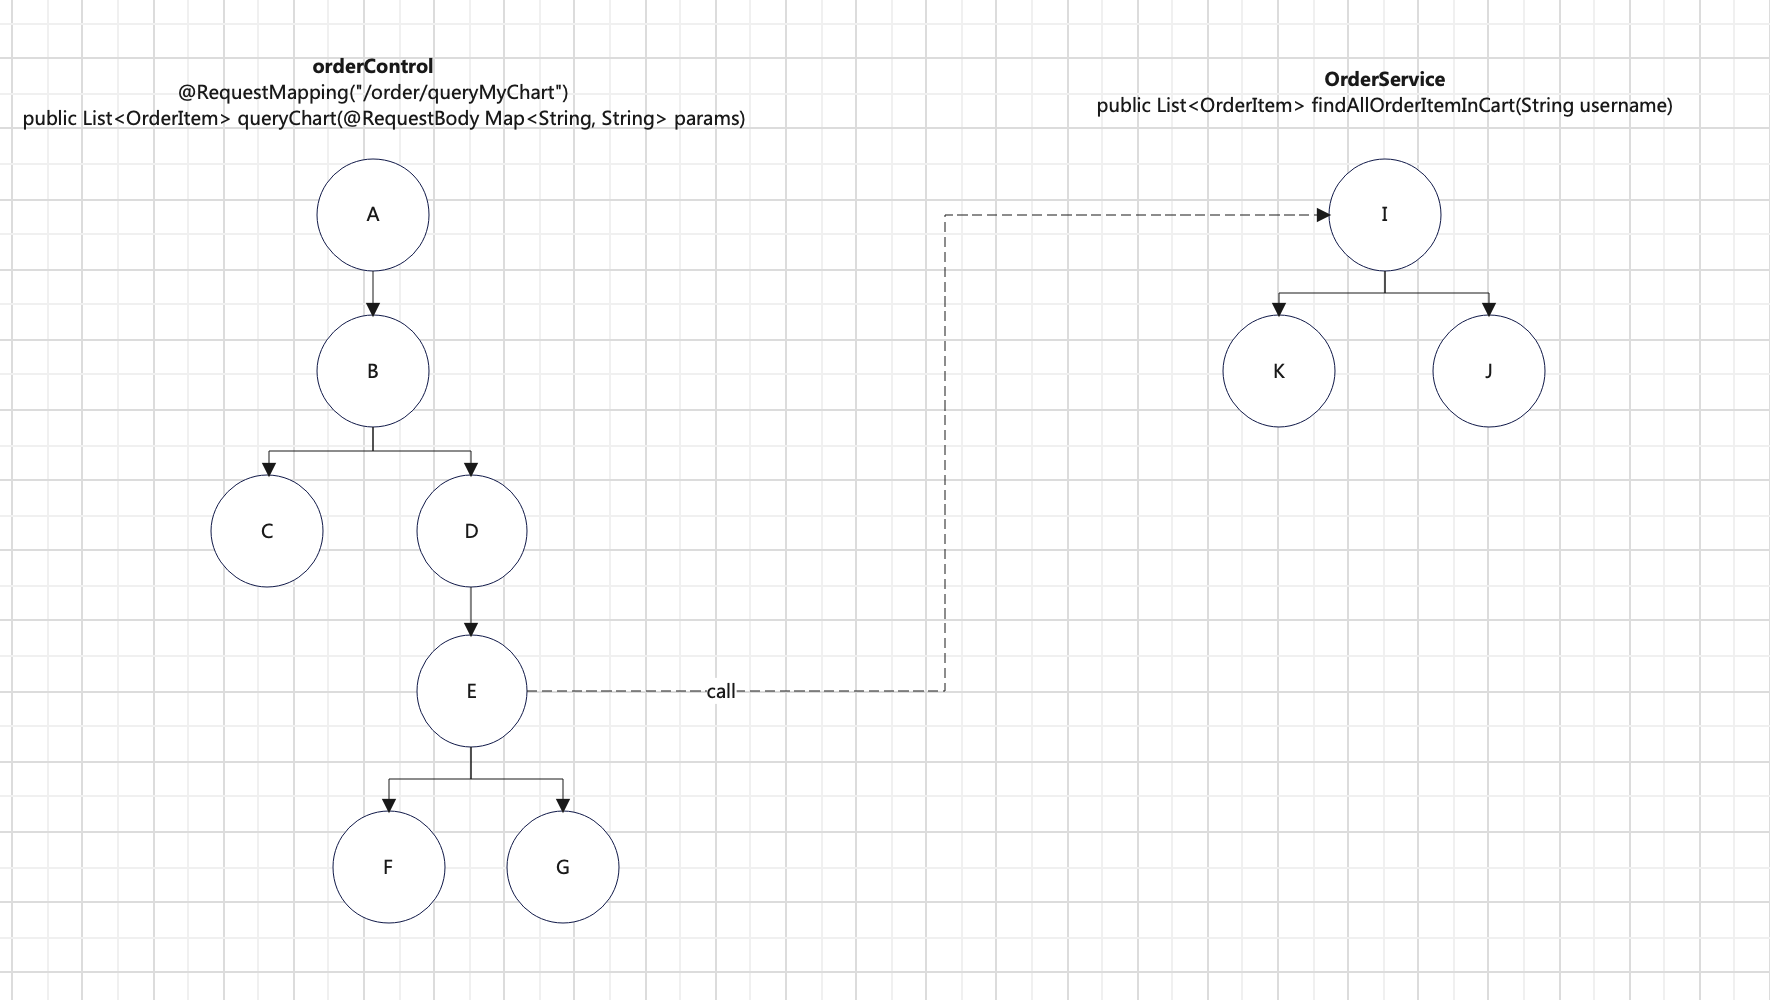 orderControl
@RequestMapping("/order/queryMyChart")
public List<OrderItem> queryChart(@RequestBody Map<String, String> params)
OrderService
public List<OrderItem> findAllOrderItemInCart(String username)
A
I
B
K
J
C
D
E
call
F
G